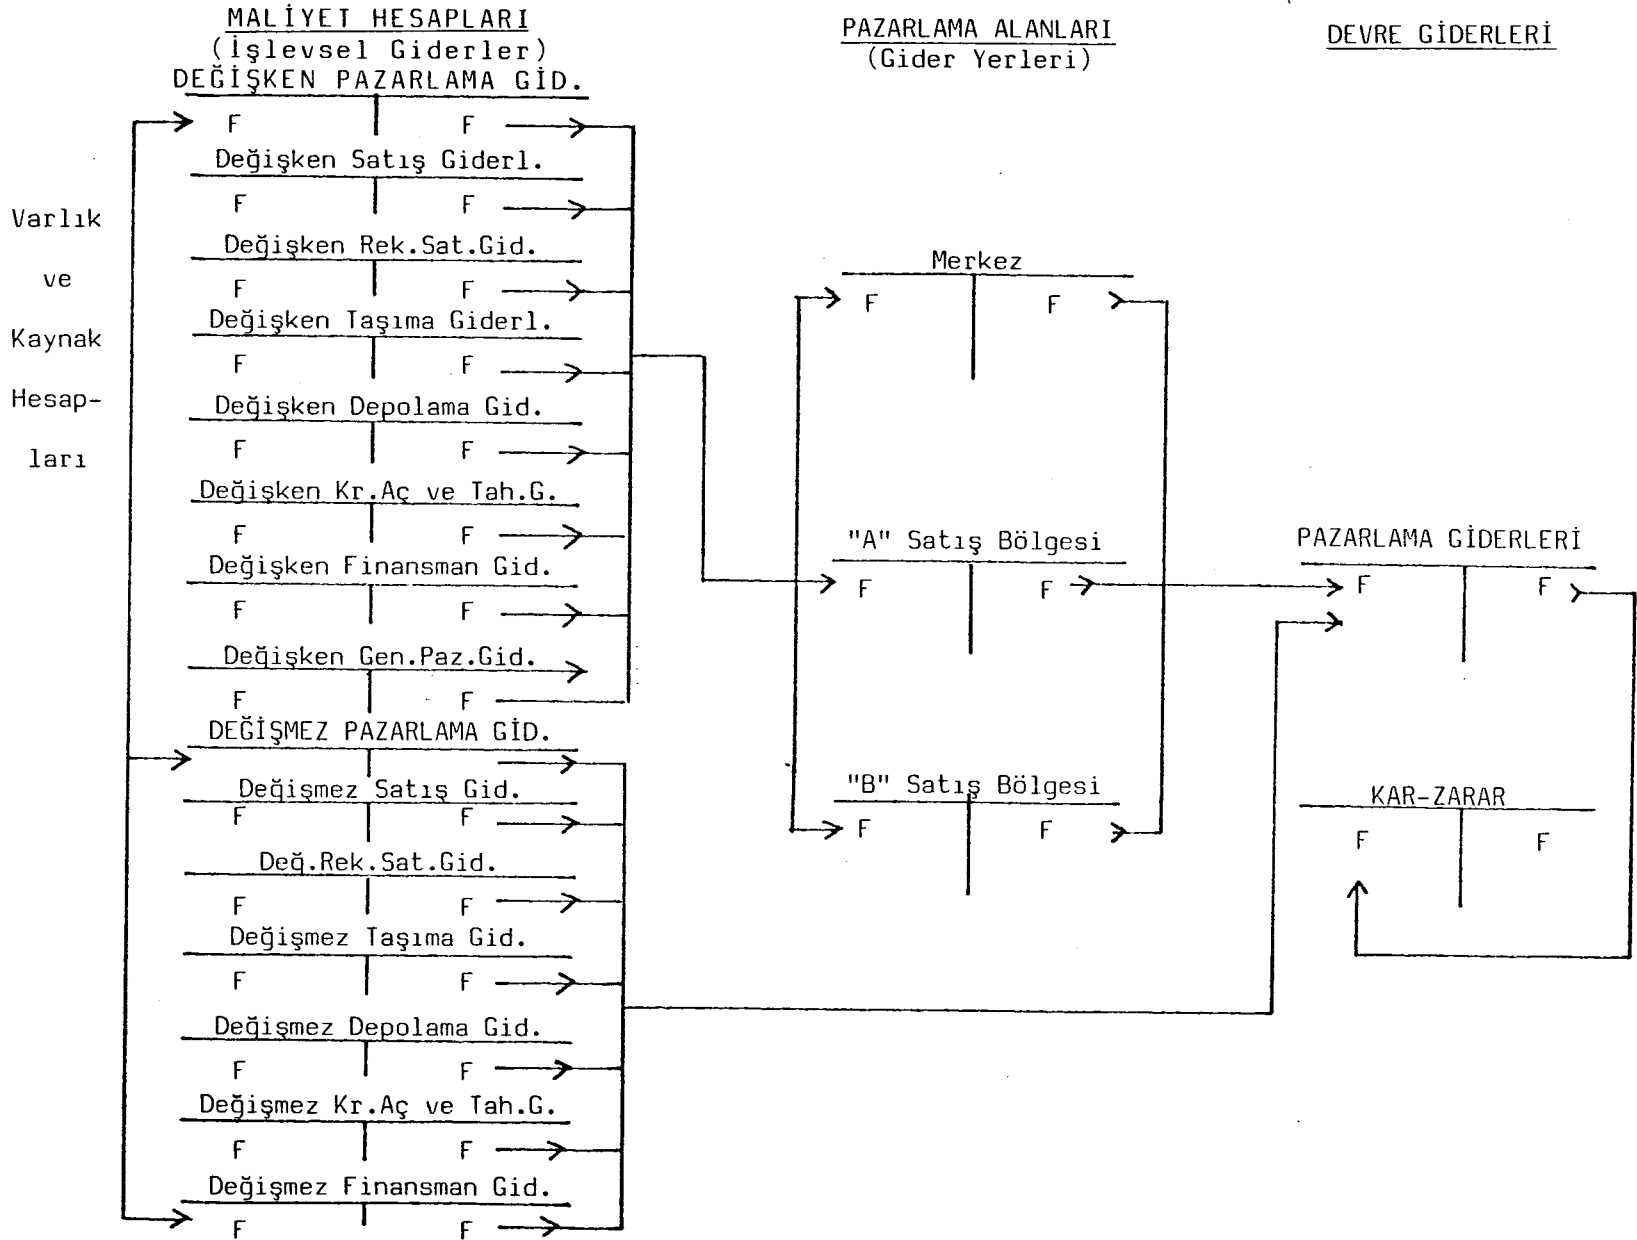 MALİYET HESAPLARI
(İşlevsel Giderler)
DEĞİŞKEN PAZARLAMA GİD.
F F
Değişken Satış Giderl.
F F
Değişken Rek.Sat.Gid.
F F
Değişken Taşıma Giderl.
F F
Değişken Depolama Gid.
F F
Değişken Kr.Aç ve Tah.G.
F F
Değişken Finansman Gid.
F F
Değişken Gen.Paz.Gid.
F F
DEĞİŞMEZ PAZARLAMA GİD.
Değişmez Satış Gid.
F F
Değ.Rek.Sat.Gid.
F F
Değişmez Taşıma Gid.
F F
Değişmez Depolama Gid.
F F
Değişmez Kr.Aç ve Tah.G.
F F
Değişmez Finansman Gid.
F F
Varlık
ve
Kaynak
Hesap-
ları
PAZARLAMA ALANLARI
(Gider Yerleri)
Merkez
F F
"A" Satış Bölgesi
F F
"B" Satış Bölgesi
F F
DEVRE GİDERLERİ
PAZARLAMA GİDERLERİ
F F
KAR-ZARAR
F F